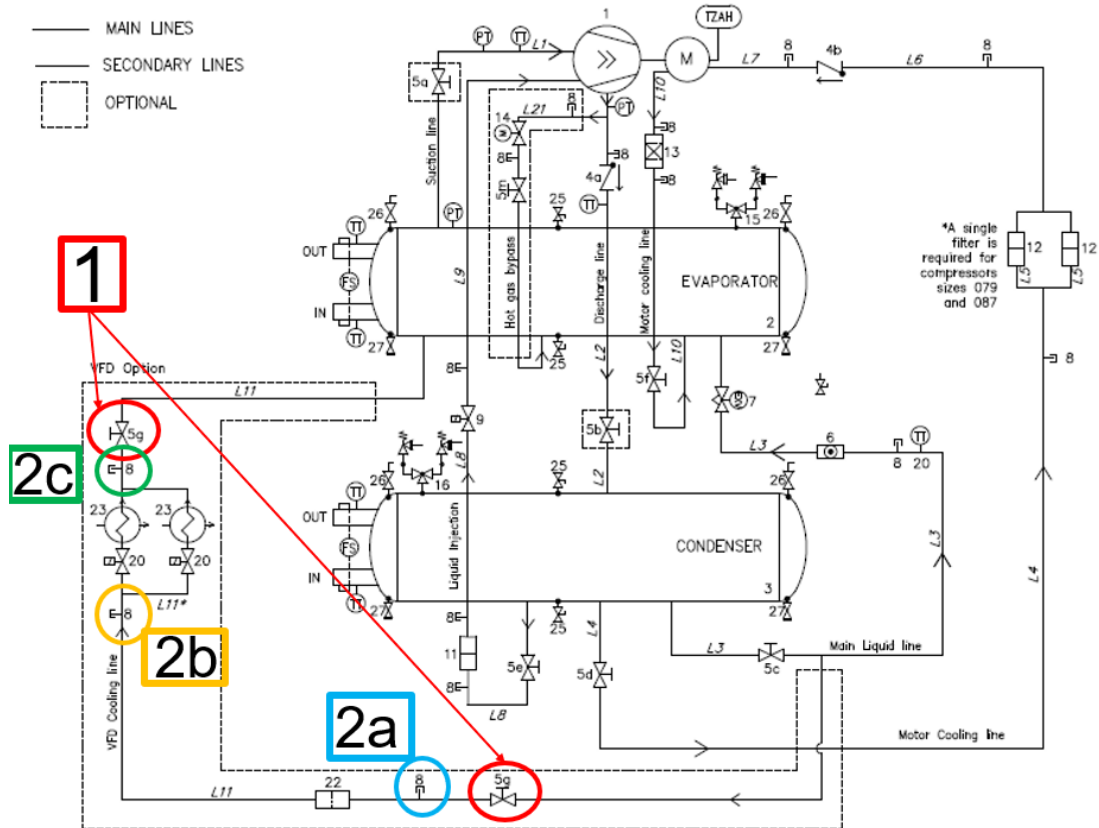 MAIN LINES
SECONDARY LINES
OPTIONAL
PT
TT
L1
1
TZAH
M
L7
8
4b
L6
8
5a
Suction line
L21
8
14
M
8
5m
Hot gas bypass
PT
8
4a
TT
Discharge line
L10
8
13
8
Motor cooling line
15
26
PT
25
26
TT
OUT
FS
IN
TT
27
L9
EVAPORATOR
2
27
25
12
12
L5
L5
*A single
filter is
required for
compressors
sizes 079
and 087
8
1
VFD Option
L11
5g
2c
8
23
23
20
20
L11*
8
2b
VFD Cooling line
8
9
L8
L2
5b
L2
5f
L10
7
L3
6
8
TT
20
16
26
25
26
TT
OUT
FS
IN
TT
27
Liquid Injection
CONDENSER
3
27
25
8
11
8
5e
L8
L4
5d
L3
5c
Main Liquid line
L3
L4
Motor Cooling line
2a
L11
22
8
5g